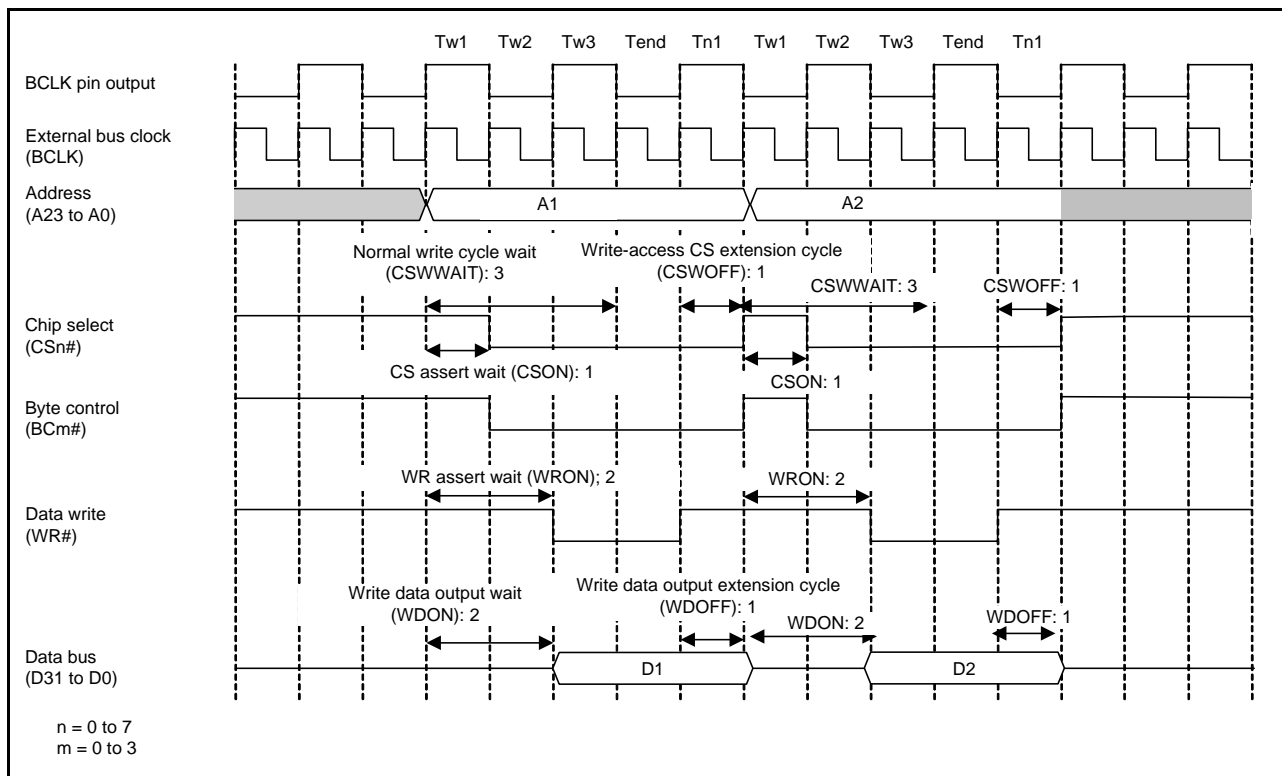 Tw1 Tw2 Tw3 Tend Tn1 Tw1 Tw2 Tw3 Tend Tn1
BCLK pin output
External bus clock
(BCLK)
Address
(A23 to A0)
A1 A2
Normal write cycle wait
(CSWWAIT): 3
Write-access CS extension cycle
(CSWOFF): 1
CSWWAIT: 3
CSWOFF: 1
Chip select
(CSn#)
CS assert wait (CSON): 1
CSON: 1
Byte control
(BCm#)
WR assert wait (WRON); 2
WRON: 2
Data write
(WR#)
Write data output wait
(WDON): 2
Write data output extension cycle
(WDOFF): 1
WDON: 2
WDOFF: 1
Data bus
(D31 to D0)
D1 D2
n = 0 to 7
m = 0 to 3